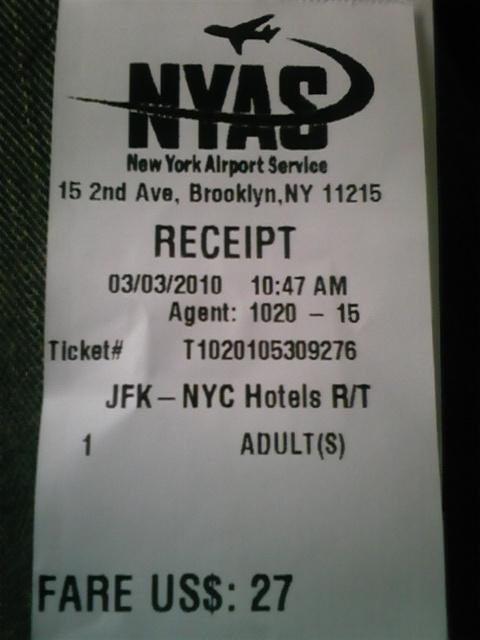 NYAS
New York Airport Service
15 2nd Ave, Brooklyn,NY 11215
RECEIPT
03/03/2010 10:47 AM
Agent: 1020 - 15
Ticket# T1020105309276
JFK - NYC Hotels R/T
1 ADULT(S)
FARE US$: 27